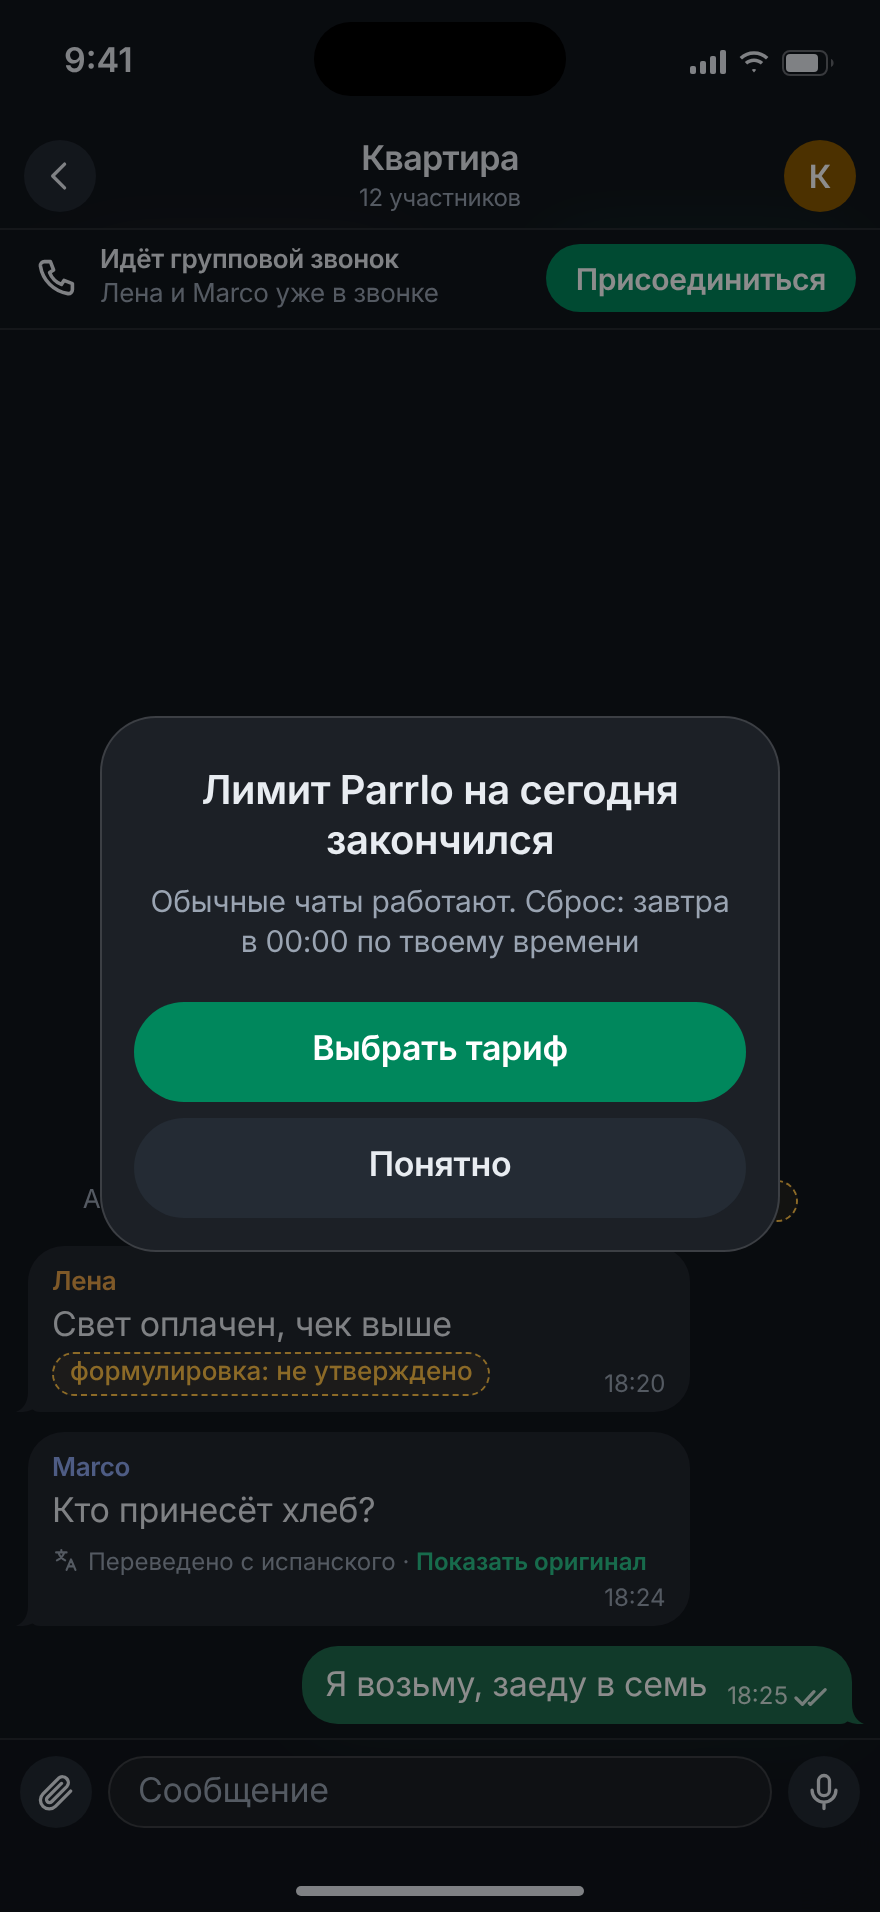 9:41
Квартира
12 участников
К
Идёт групповой звонок
Лена и Marco уже в звонке
Присоединиться
Лимит Parrlo на сегодня
закончился
Обычные чаты работают. Сброс: завтра
в 00:00 по твоему времени
Выбрать тариф
Понятно
Лена
Свет оплачен, чек выше
формулировка: не утверждено
18:20
Marco
Кто принесёт хлеб?
Переведено с испанского · Показать оригинал
18:24
Я возьму, заеду в семь 18:25
Сообщение